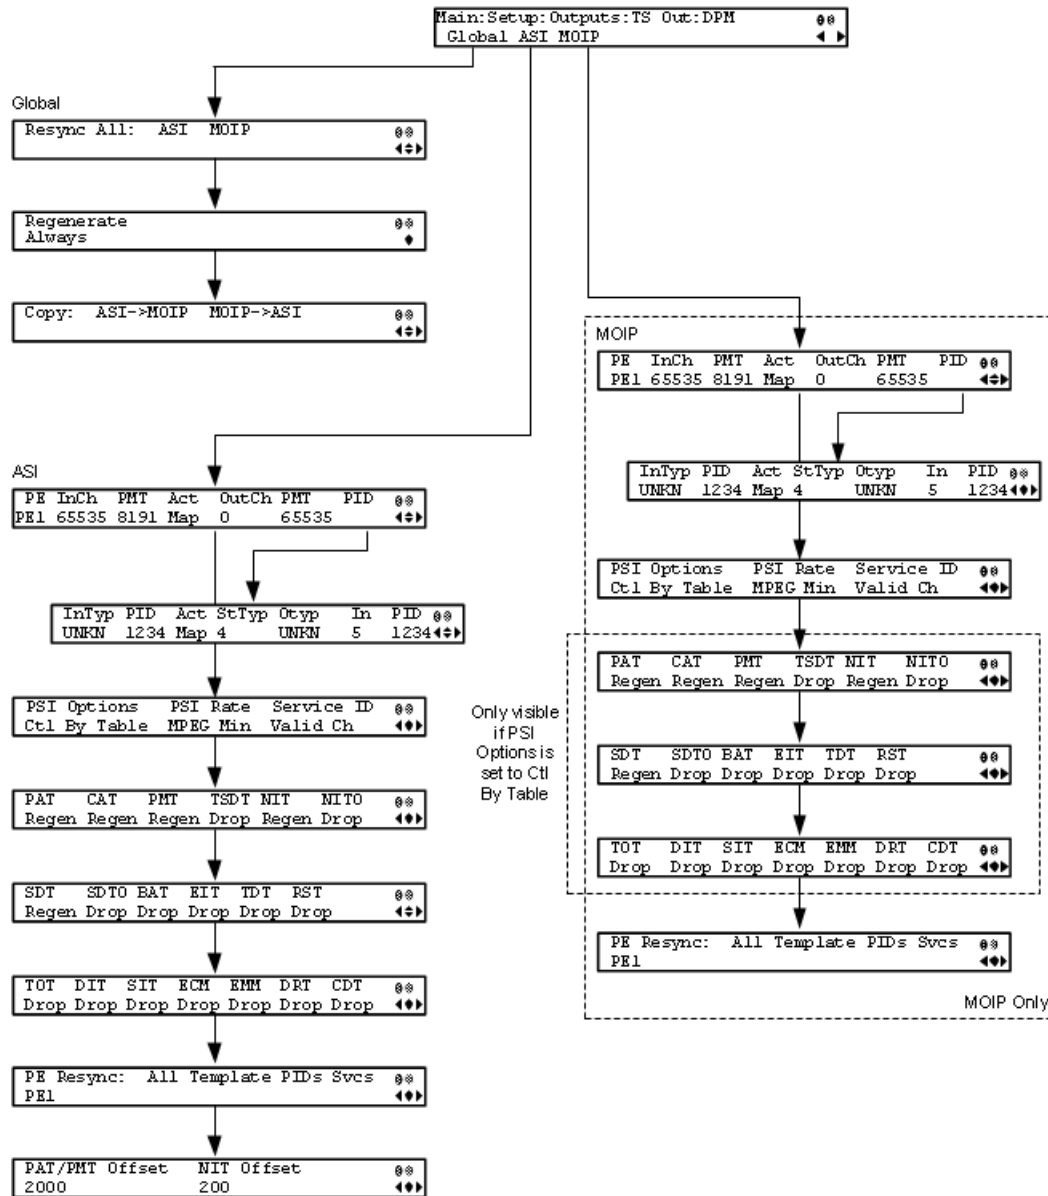 Main:Setup:Outputs:TS Out:DPM
Global ASI MOIP
Global
Resync All: ASI MOIP
Regenerate
Always
Copy: ASI->MOIP MOIP->ASI
ASI
PE InCh PMT Act OutCh PMT PID
PE1 65535 8191 Map 0 65535
InTyp PID Act StTyp Otyp In PID
UNKN 1234 Map 4 UNKN 5 1234
PSI Options PSI Rate Service ID
Ctl By Table MPEG Min Valid Ch
PAT CAT PMT TSDT NIT NITO
Regen Regen Regen Drop Regen Drop
SDT SDTO BAT EIT TDT RST
Regen Drop Drop Drop Drop Drop
TOT DIT SIT ECM EMM DRT CDT
Drop Drop Drop Drop Drop Drop Drop
PE Resync: All Template PIDs Svcs
PE1
PAT/PMT Offset NIT Offset
2000 200
MOIP
PE InCh PMT Act OutCh PMT PID
PE1 65535 8191 Map 0 65535
InTyp PID Act StTyp Otyp In PID
UNKN 1234 Map 4 UNKN 5 1234
PSI Options PSI Rate Service ID
Ctl By Table MPEG Min Valid Ch
Only visible
if PSI
Options is
set to Ctl
By Table
PAT CAT PMT TSDT NIT NITO
Regen Regen Regen Drop Regen Drop
SDT SDTO BAT EIT TDT RST
Regen Drop Drop Drop Drop Drop
TOT DIT SIT ECM EMM DRT CDT
Drop Drop Drop Drop Drop Drop Drop
PE Resync: All Template PIDs Svcs
PE1
MOIP Only